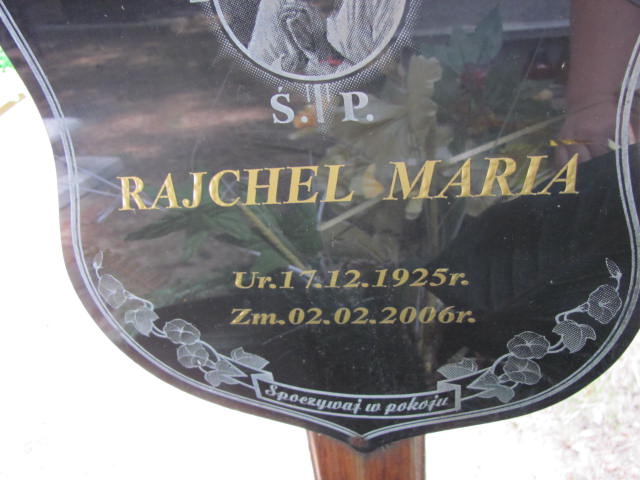 Ś. P.
RAJCHEL MARIA
Ur.17.12.1925r.
Zm.02.02.2006r.
Spoczywaj w pokoju